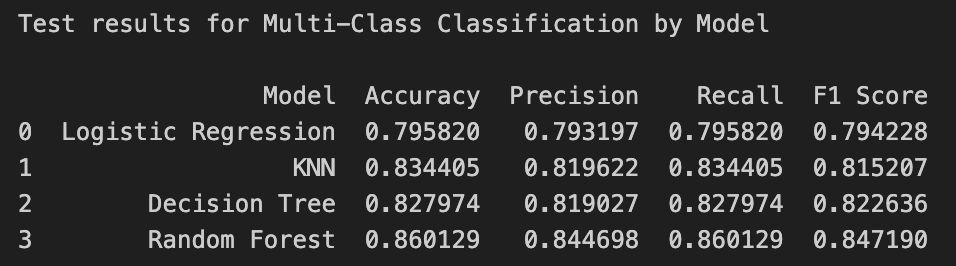 Test results for Multi-Class Classification by Model
Model Accuracy Precision Recall F1 Score
0 Logistic Regression 0.795820 0.793197 0.795820 0.794228
1 KNN 0.834405 0.819622 0.834405 0.815207
2 Decision Tree 0.827974 0.819027 0.827974 0.822636
3 Random Forest 0.860129 0.844698 0.860129 0.847190